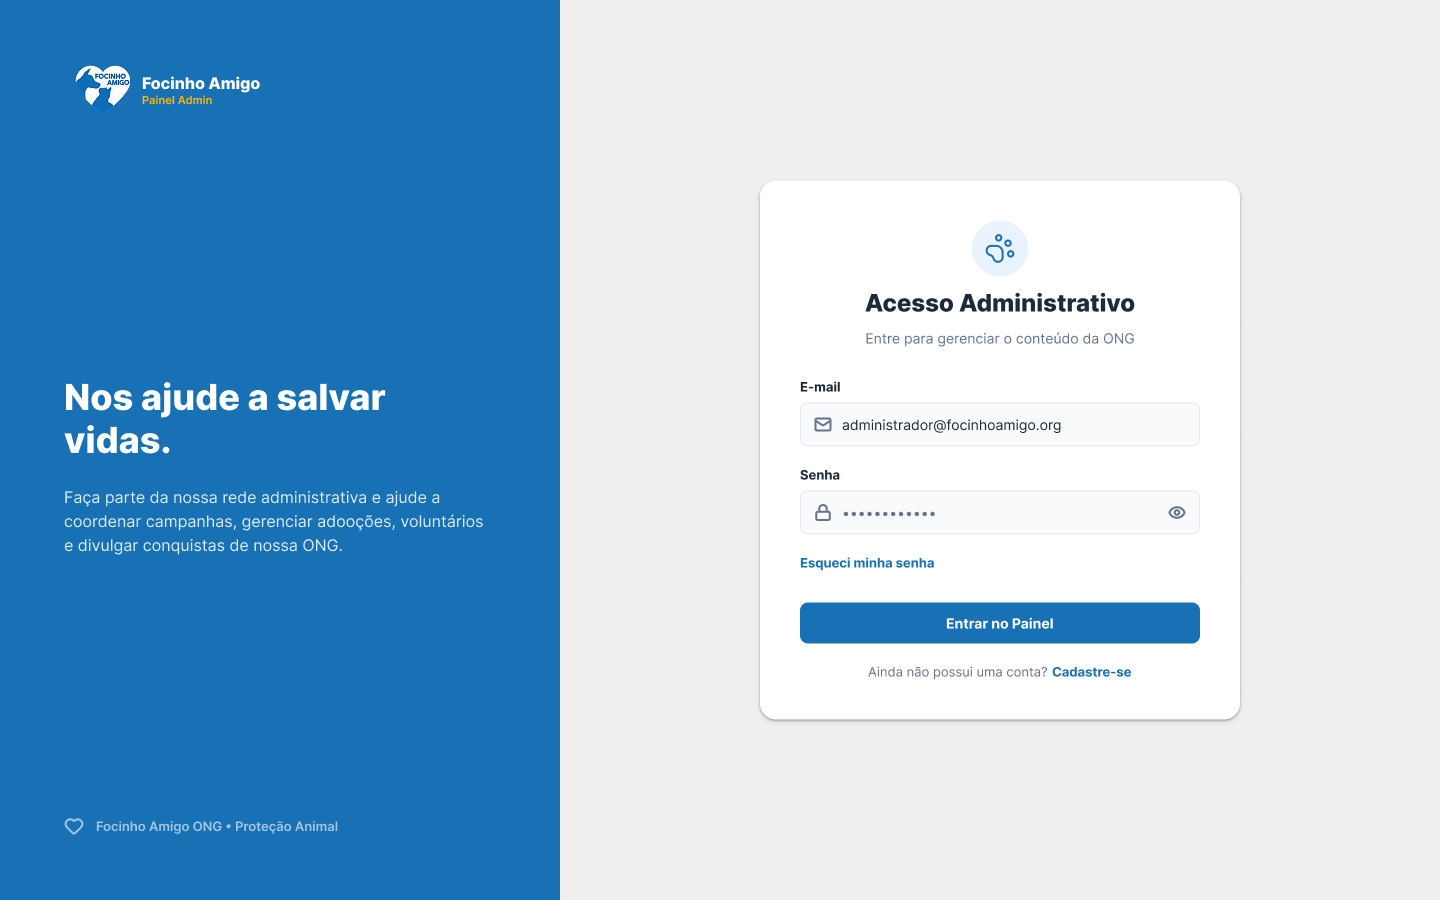 FOCINHO
AMIGO
Focinho Amigo
Painel Admin
Nos ajude a salvar
vidas.
Faça parte da nossa rede administrativa e ajude a
coordenar campanhas, gerenciar adooções, voluntários
e divulgar conquistas de nossa ONG.
Focinho Amigo ONG • Proteção Animal
Acesso Administrativo
Entre para gerenciar o conteúdo da ONG
E-mail
administrador@focinhoamigo.org
Senha
••••••••••••
Esqueci minha senha
Entrar no Painel
Ainda não possui uma conta? Cadastre-se